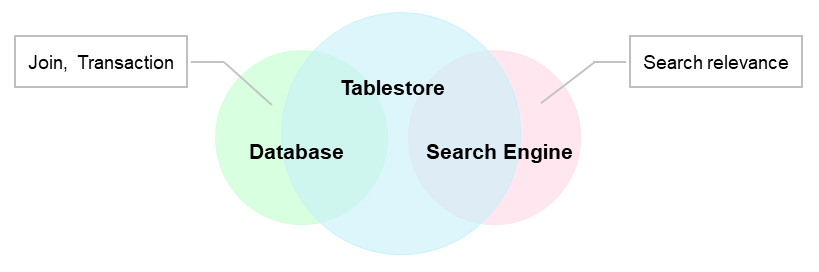 Join, Transaction
Tablestore
Search relevance
Database
Search Engine